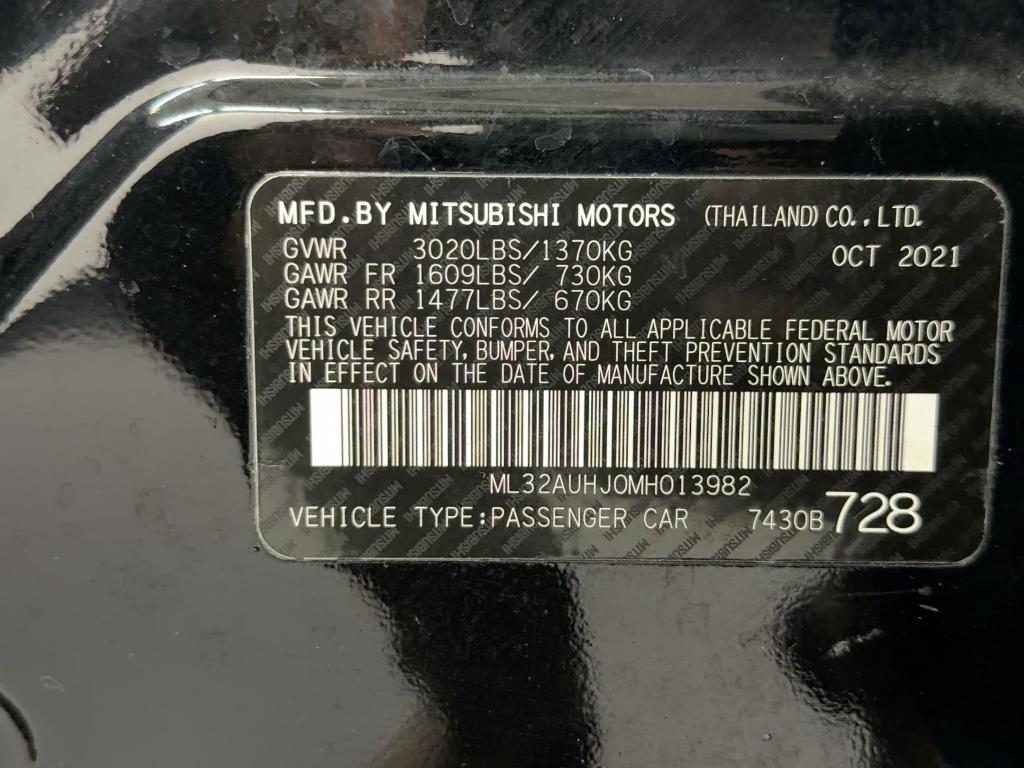 MFD.BY MITSUBISHI MOTORS (THAILAND) CO.,LTD.
GVWR 3020LBS/1370KG OCT 2021
GAWR FR 1609LBS/ 730KG
GAWR RR 1477LBS/ 670KG
THIS VEHICLE CONFORMS TO ALL APPLICABLE FEDERAL MOTOR
VEHICLE SAFETY, BUMPER, AND THEFT PREVENTION STANDARDS
IN EFFECT ON THE DATE OF MANUFACTURE SHOWN ABOVE.
ML32AUHJ0MH013982
VEHICLE TYPE:PASSENGER CAR 7430B 728